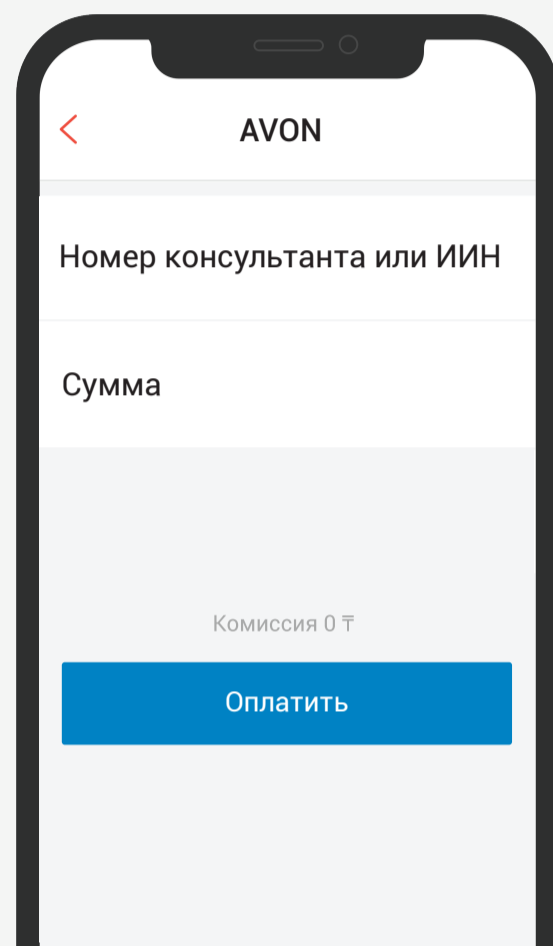 AVON
Номер консультанта или ИИН
Сумма
Комиссия 0 ₸
Оплатить